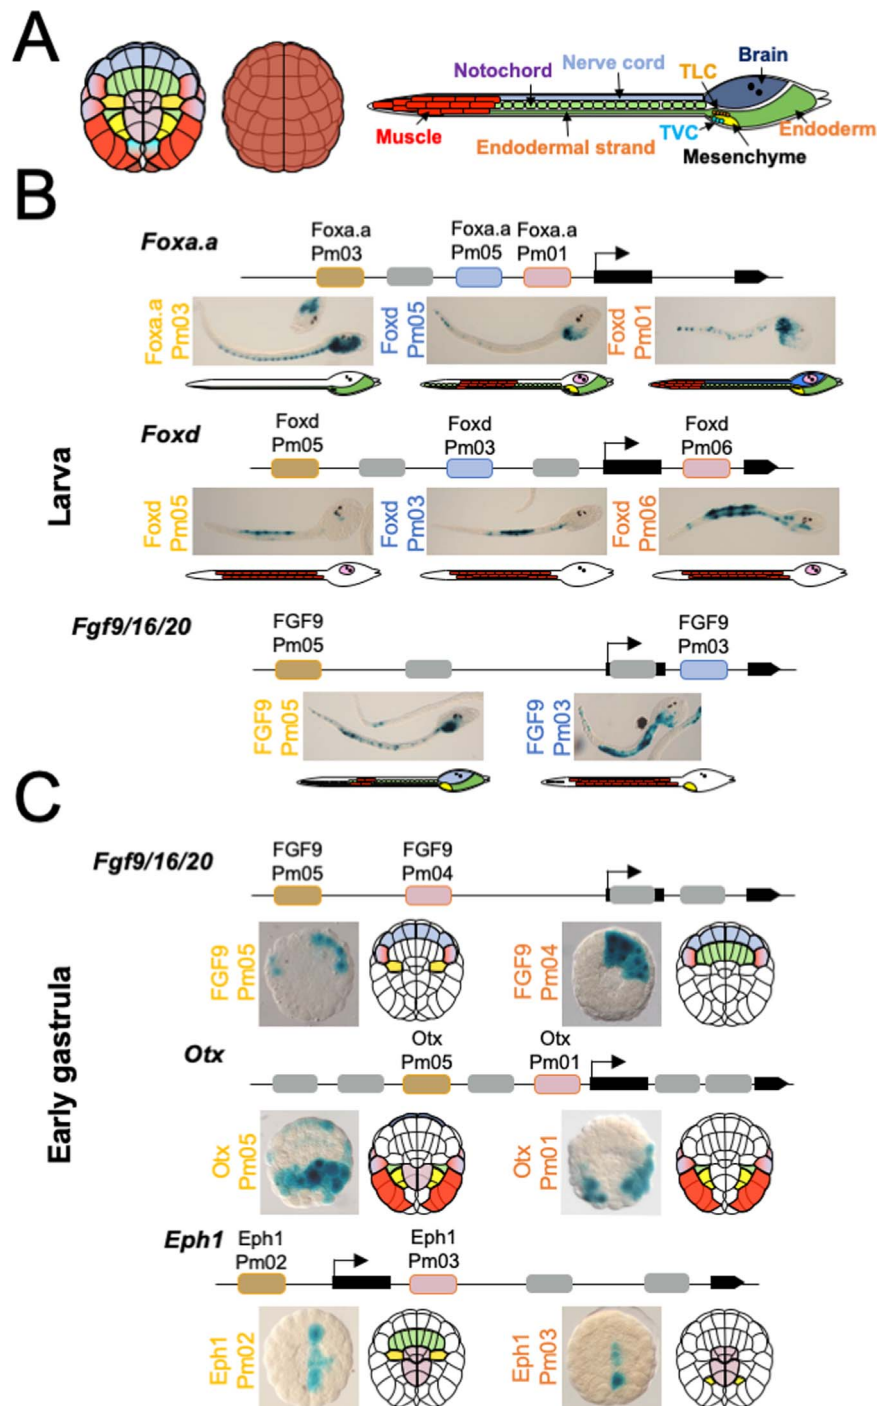 A
Notochord
Nerve cord
TLC
Brain
Muscle
Endodermal strand
TVC
Mesenchyme
Endoderm
B
Larva
Foxa.a
Foxa.a
Pm03
Foxa.a
Pm05
Foxa.a
Pm01
Foxa.a
Pm03
Foxd
Pm05
Foxd
Pm01
Foxd
Foxd
Pm05
Foxd
Pm03
Foxd
Pm06
Foxd
Pm05
Foxd
Pm03
Foxd
Pm06
Fgf9/16/20
FGF9
Pm05
FGF9
Pm03
FGF9
Pm05
FGF9
Pm03
C
Early gastrula
Fgf9/16/20
FGF9
Pm05
FGF9
Pm04
FGF9
Pm05
FGF9
Pm04
Otx
Otx
Pm05
Otx
Pm01
Otx
Pm05
Otx
Pm01
Eph1
Eph1
Pm02
Eph1
Pm03
Eph1
Pm02
Eph1
Pm03